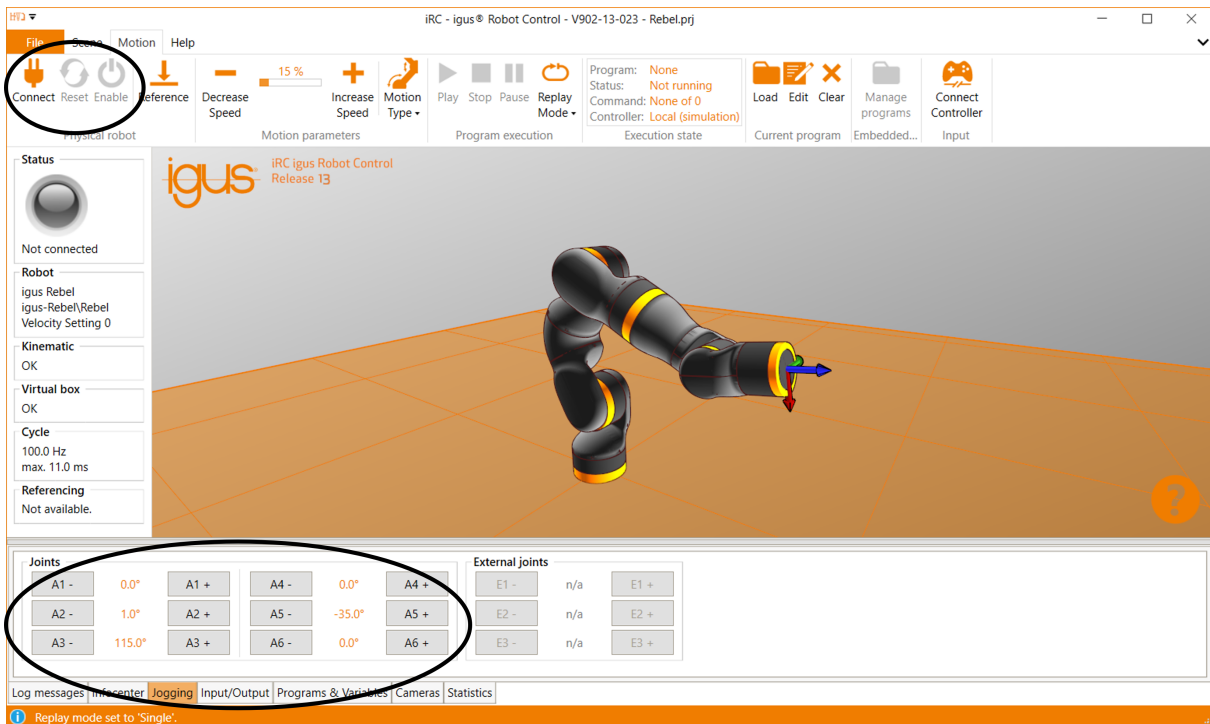 iRC - igus® Robot Control - V902-13-023 - Rebel.prj
File Scene Motion Help
Connect Reset Enable Reference Decrease Speed 15 % Increase Speed Motion Type Play Stop Pause Replay Mode
Program: None
Status: Not running
Command: None of 0
Controller: Local (simulation)
Load Edit Clear Manage programs Connect Controller
Physical robot Motion parameters Program execution Execution state Current program Embedded... Input
Status
Not connected
Robot
igus Rebel
igus-Rebel\Rebel
Velocity Setting 0
Kinematic
OK
Virtual box
OK
Cycle
100.0 Hz
max. 11.0 ms
Referencing
Not available.
igus® iRC igus Robot Control
Release 13
?
Joints External joints
A1 - 0.0° A1 + A4 - 0.0° A4 + E1 - n/a E1 +
A2 - 1.0° A2 + A5 - -35.0° A5 + E2 - n/a E2 +
A3 - 115.0° A3 + A6 - 0.0° A6 + E3 - n/a E3 +
Log messages Infocenter Jogging Input/Output Programs & Variables Cameras Statistics
Replay mode set to 'Single'.